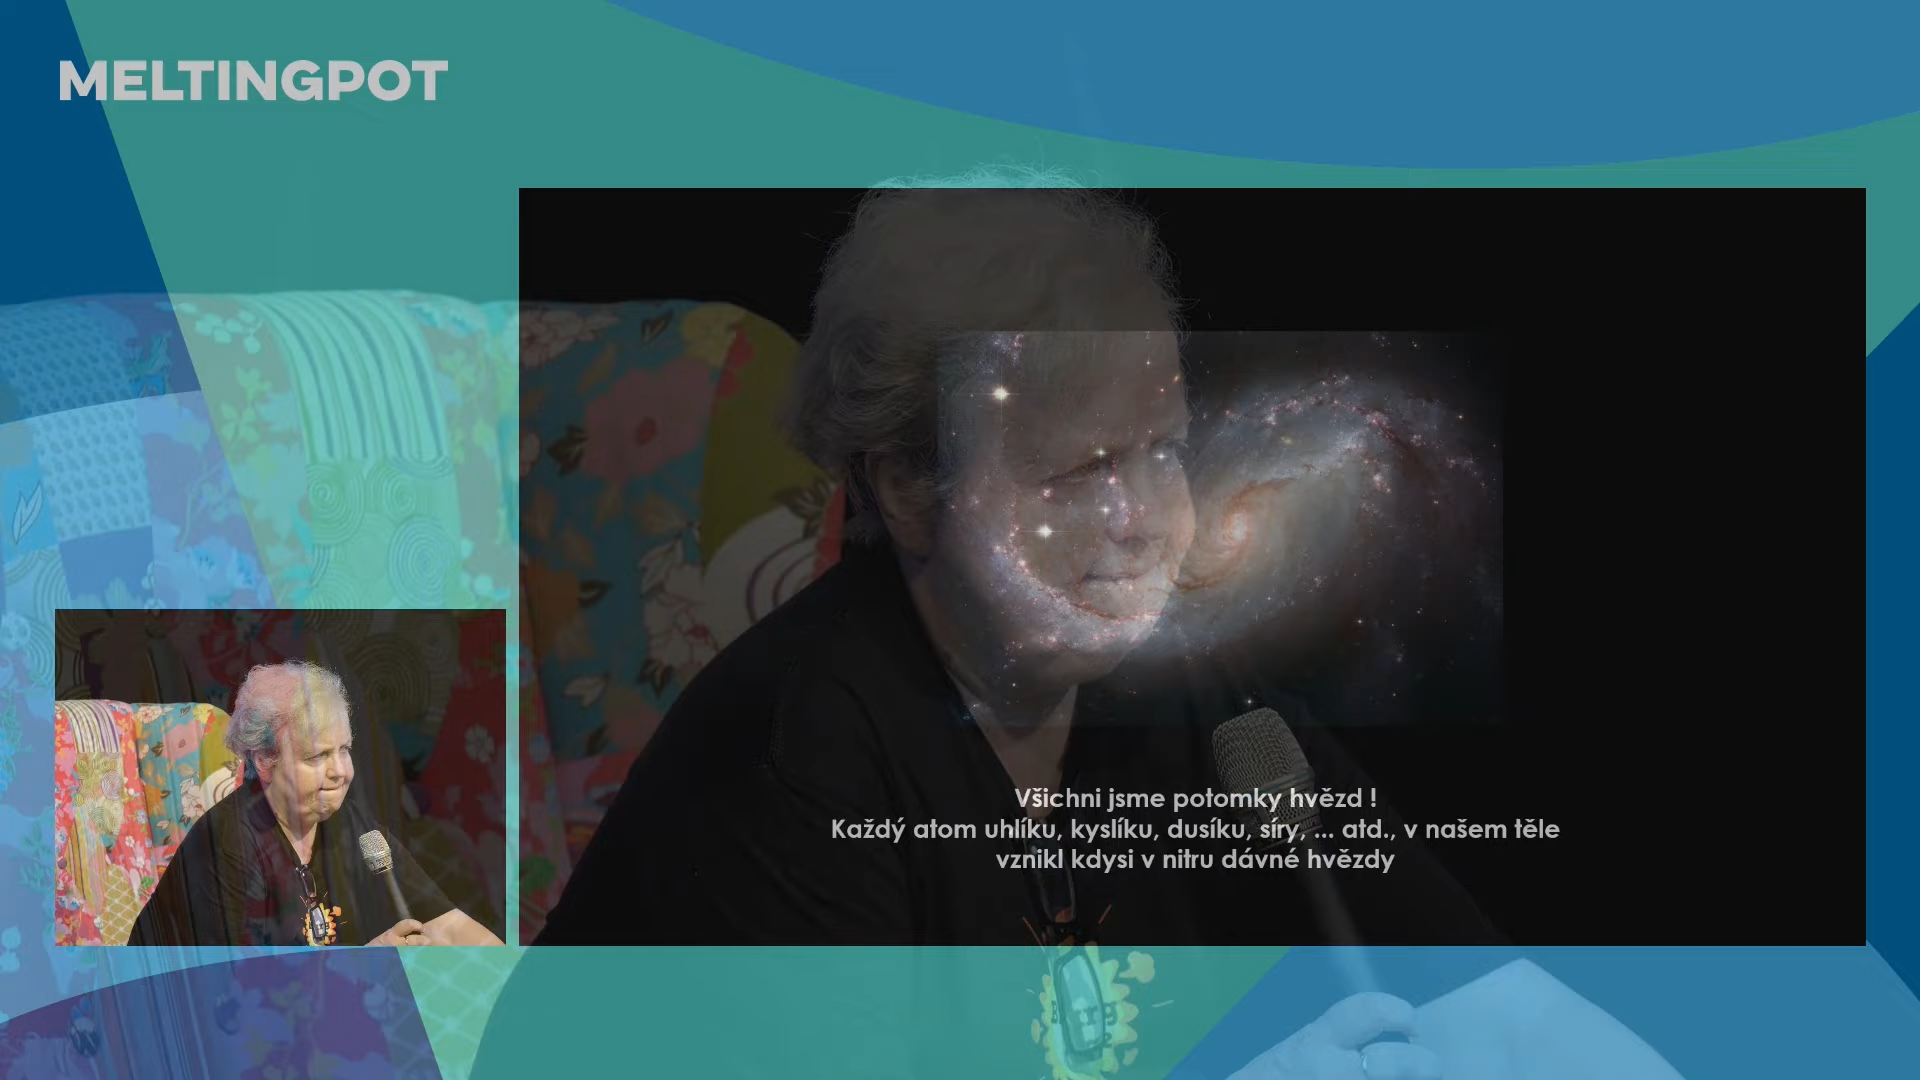 MELTINGPOT
Všichni jsme potomky hvězd !
Každý atom uhlíku, kyslíku, dusíku, síry, ... atd., v našem těle
vznikl kdysi v nitru dávné hvězdy